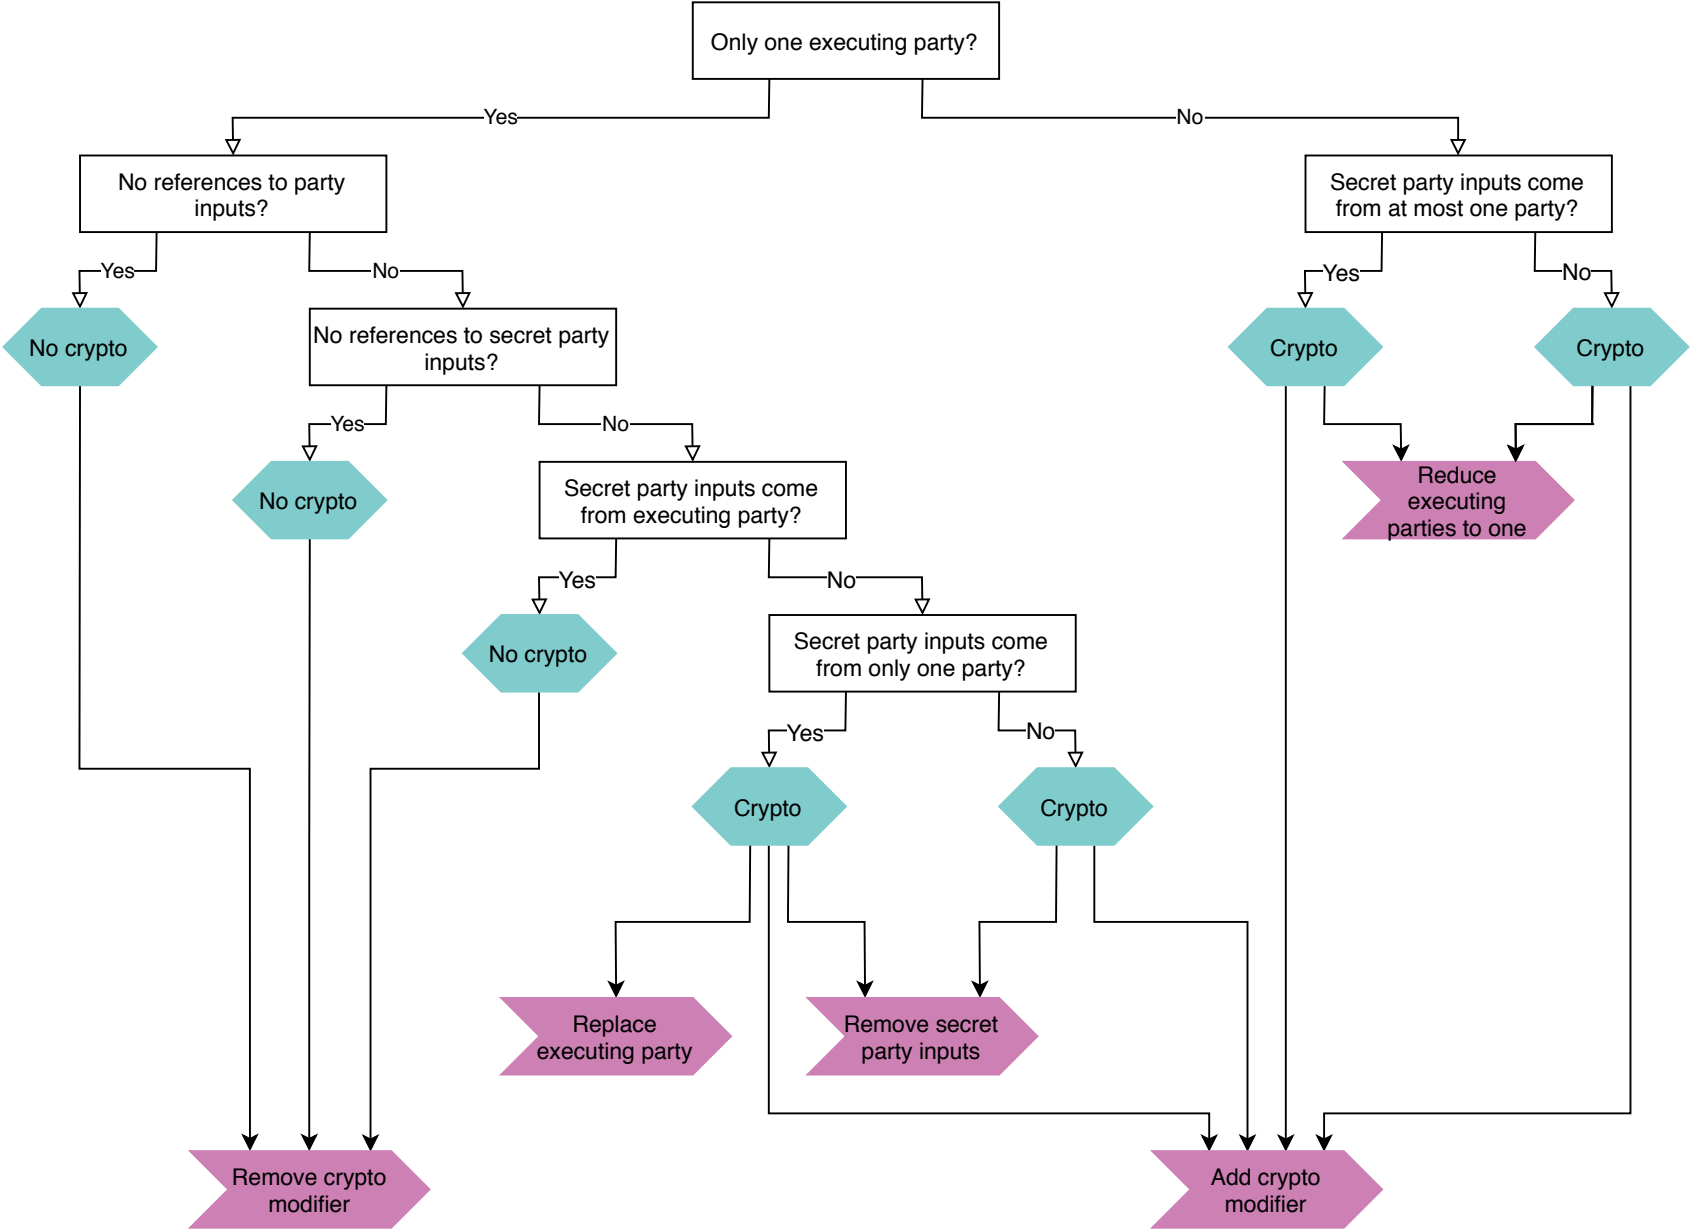 Only one executing party?
Yes
No
No references to party
inputs?
Secret party inputs come
from at most one party?
Yes
No
Yes
No
No crypto
No references to secret party
inputs?
Crypto
Crypto
Yes
No
No crypto
Secret party inputs come
from executing party?
Reduce
executing
parties to one
Yes
No
No crypto
Secret party inputs come
from only one party?
Yes
No
Crypto
Crypto
Replace
executing party
Remove secret
party inputs
Remove crypto
modifier
Add crypto
modifier